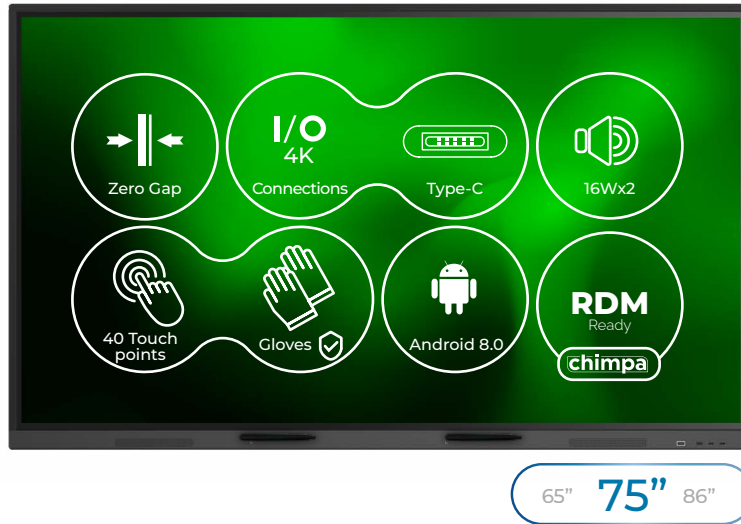 Zero Gap
I/O
4K
Connections
Type-C
16Wx2
40 Touch
points
Gloves
Android 8.0
RDM
Ready
chimpa
65” 75” 86”